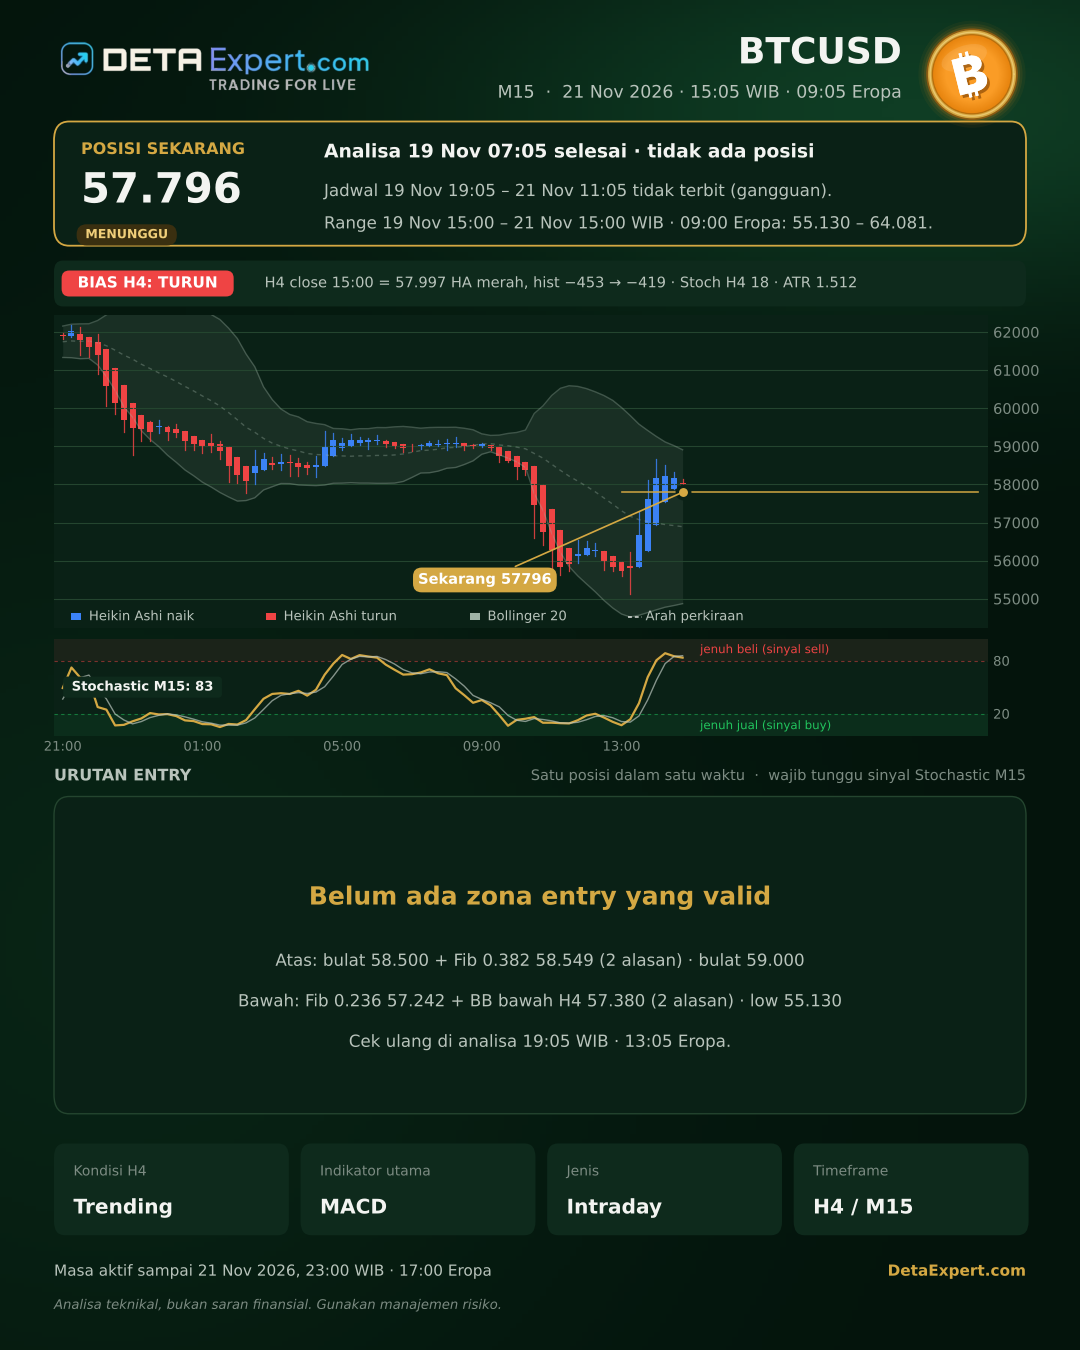 DETA Expert.com
TRADING FOR LIVE
BTCUSD
M15 · 21 Nov 2026 · 15:05 WIB · 09:05 Eropa
POSISI SEKARANG
57.796
MENUNGGU
Analisa 19 Nov 07:05 selesai · tidak ada posisi
Jadwal 19 Nov 19:05 – 21 Nov 11:05 tidak terbit (gangguan).
Range 19 Nov 15:00 – 21 Nov 15:00 WIB · 09:00 Eropa: 55.130 – 64.081.
BIAS H4: TURUN
H4 close 15:00 = 57.997 HA merah, hist −453 → −419 · Stoch H4 18 · ATR 1.512
62000
61000
60000
59000
58000
57000
56000
55000
Sekarang 57796
Heikin Ashi naik
Heikin Ashi turun
Bollinger 20
Arah perkiraan
jenuh beli (sinyal sell)
80
Stochastic M15: 83
20
jenuh jual (sinyal buy)
21:00 01:00 05:00 09:00 13:00
URUTAN ENTRY
Satu posisi dalam satu waktu · wajib tunggu sinyal Stochastic M15
Belum ada zona entry yang valid
Atas: bulat 58.500 + Fib 0.382 58.549 (2 alasan) · bulat 59.000
Bawah: Fib 0.236 57.242 + BB bawah H4 57.380 (2 alasan) · low 55.130
Cek ulang di analisa 19:05 WIB · 13:05 Eropa.
Kondisi H4
Trending
Indikator utama
MACD
Jenis
Intraday
Timeframe
H4 / M15
Masa aktif sampai 21 Nov 2026, 23:00 WIB · 17:00 Eropa
DetaExpert.com
Analisa teknikal, bukan saran finansial. Gunakan manajemen risiko.